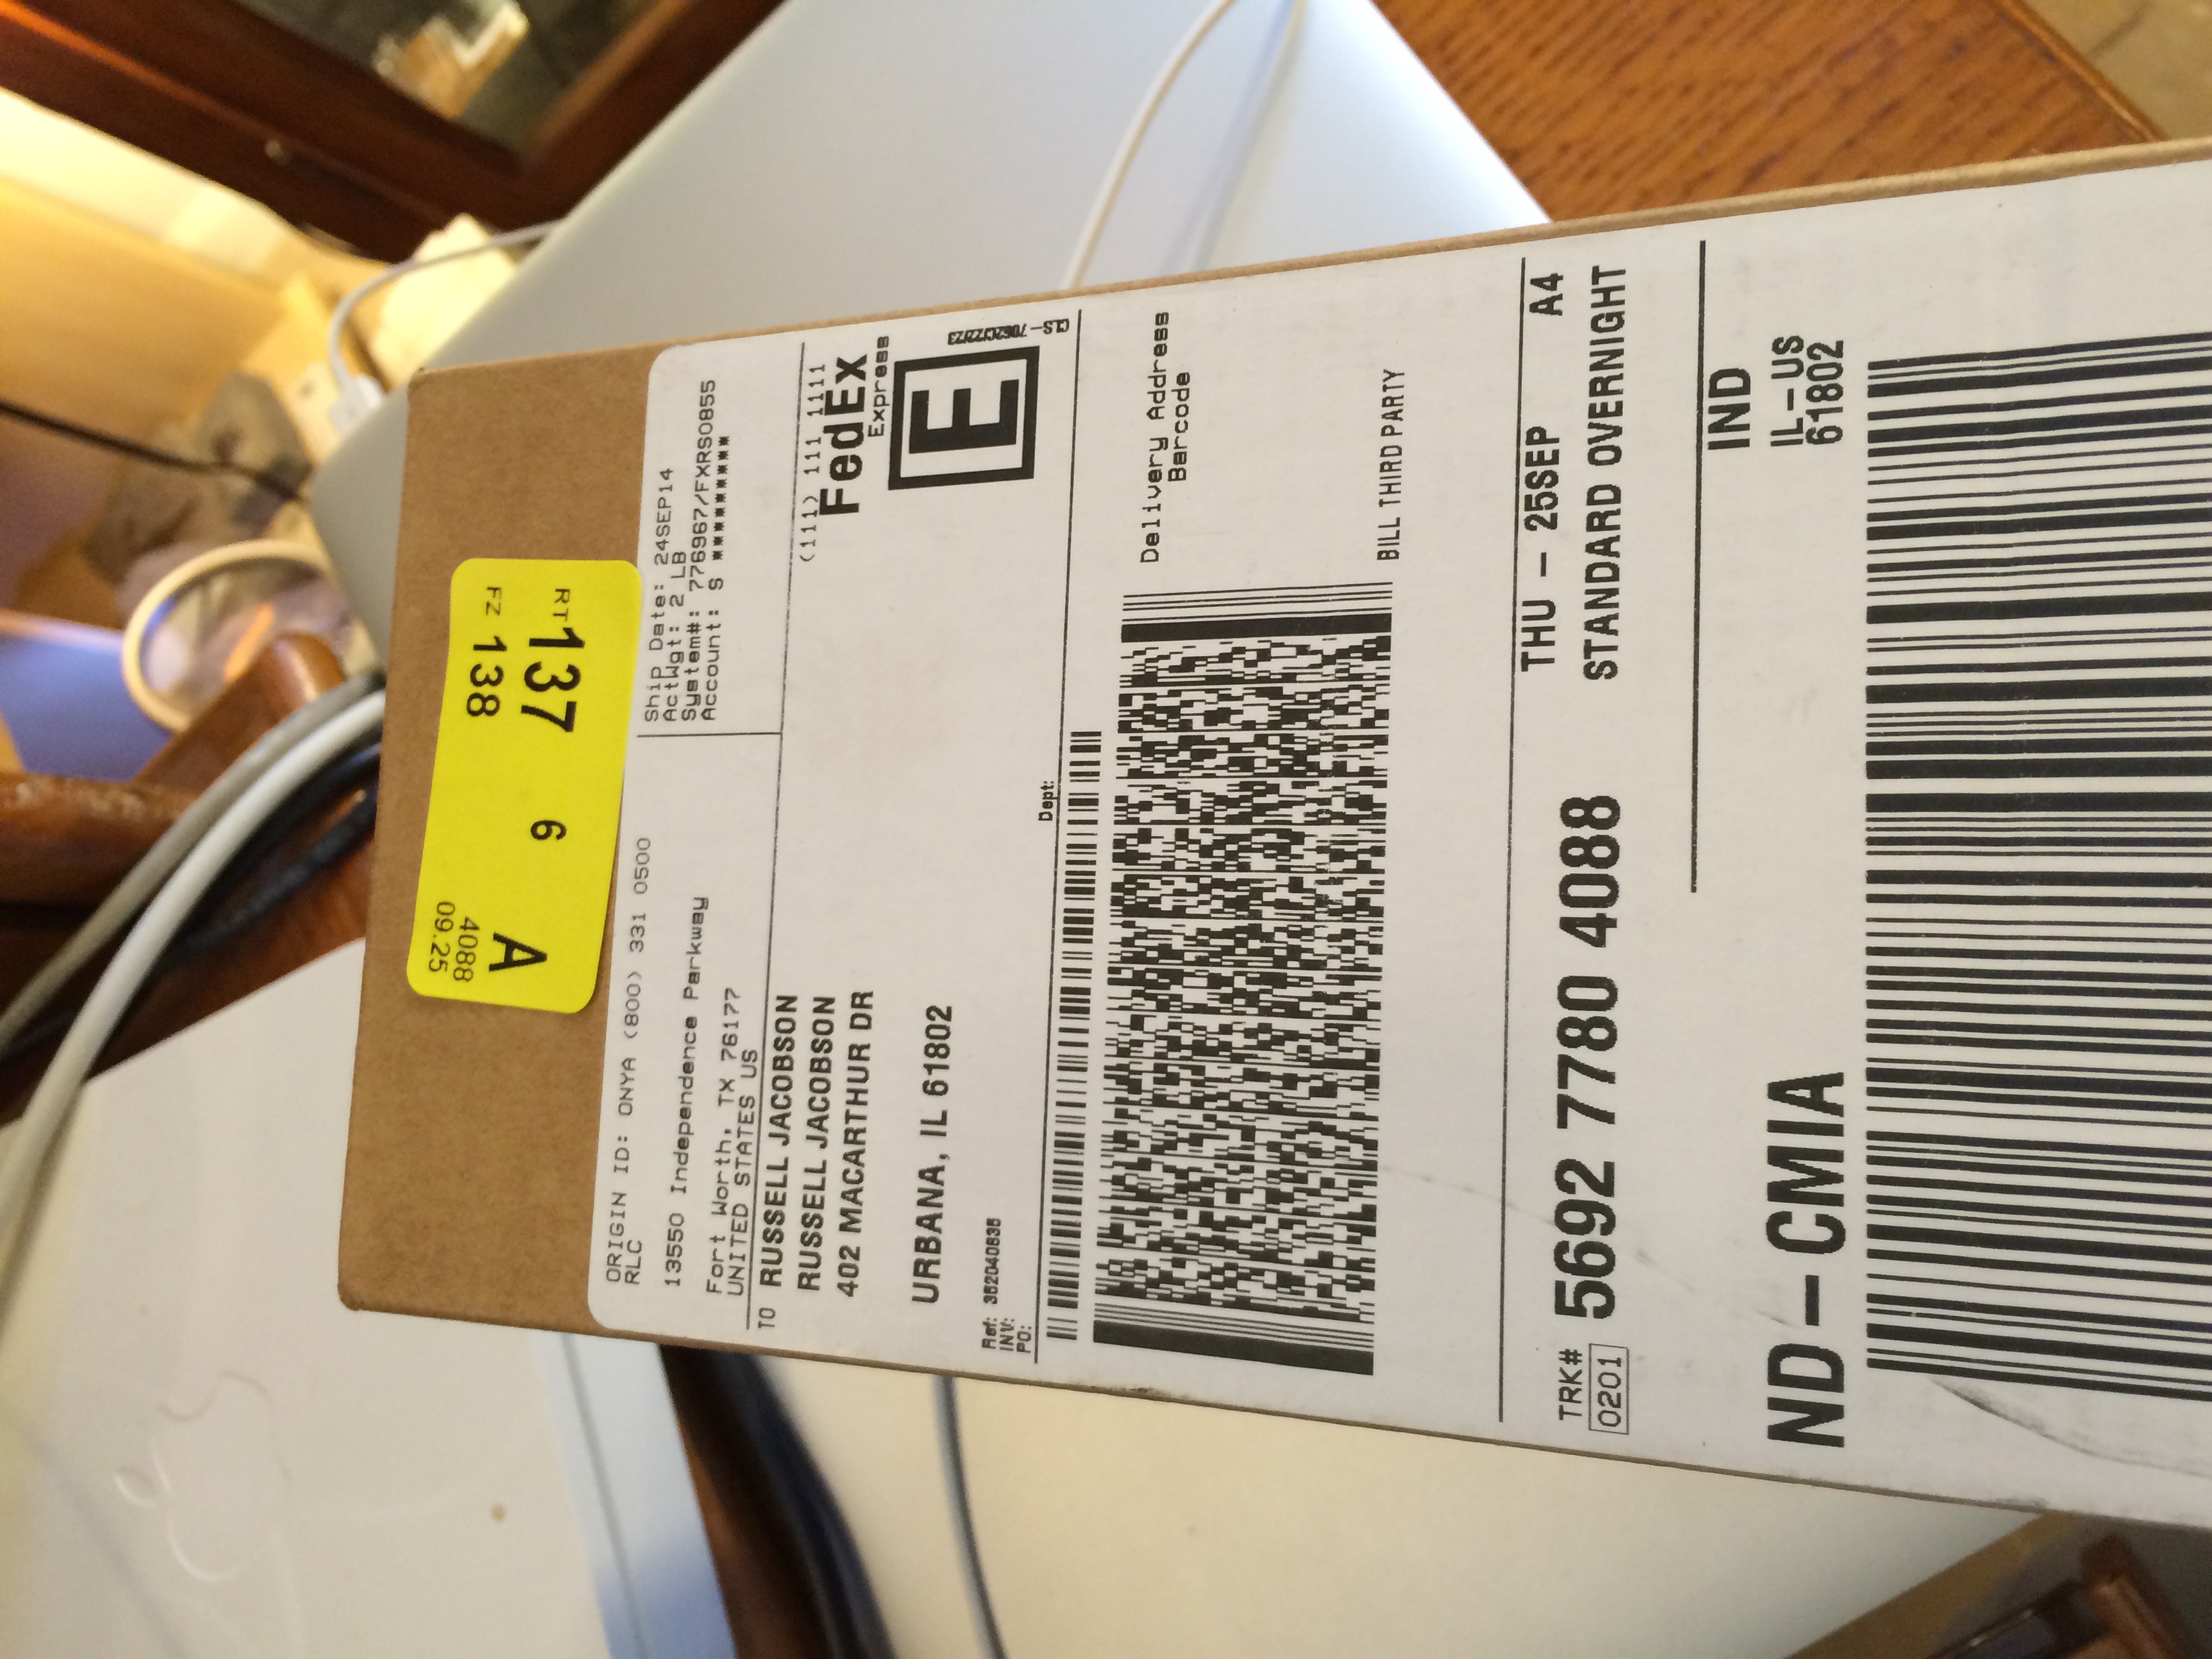 RT 137 6 A
FZ 138
4088
09.25
ORIGIN ID: ONYA (800) 331 0500
RLC
13550 Independence Parkway
Fort Worth, TX 76177
UNITED STATES US
Ship Date: 24SEP14
ActWgt: 2 LB
System#: 776967/FXRS0855
Account: S *********
TO RUSSELL JACOBSON
(111) 111 1111
RUSSELL JACOBSON
402 MACARTHUR DR
URBANA, IL 61802
FedEx
Express
E
Ref: 382040835
INV:
PO:
Dept:
Delivery Address
Barcode
BILL THIRD PARTY
TRK# 5692 7780 4088
0201
THU - 25SEP A4
STANDARD OVERNIGHT
ND - CMIA
IND
IL-US
61802